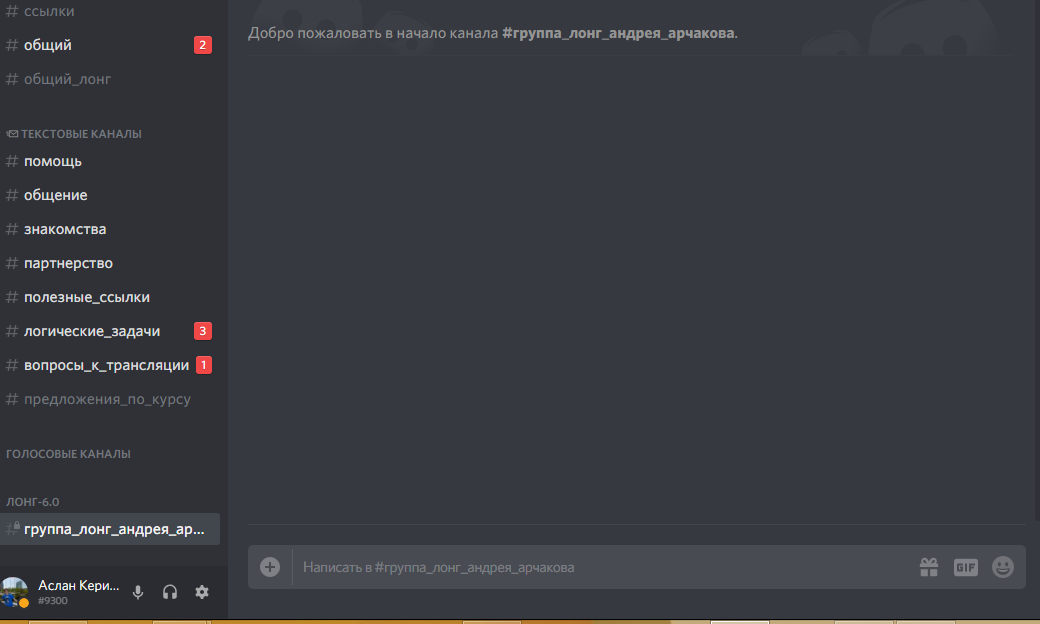 # ссылки
# общий 2
# общий_лонг
ТЕКСТОВЫЕ КАНАЛЫ
# помощь
# общение
# знакомства
# партнерство
# полезные_ссылки
# логические_задачи 3
# вопросы_к_трансляции 1
# предложения_по_курсу
ГОЛОСОВЫЕ КАНАЛЫ
ЛОНГ-6.0
# группа_лонг_андрея_ар...
Аслан Кери...
#9300
Добро пожаловать в начало канала #группа_лонг_андрея_арчакова.
Написать в #группа_лонг_андрея_арчакова
GIF